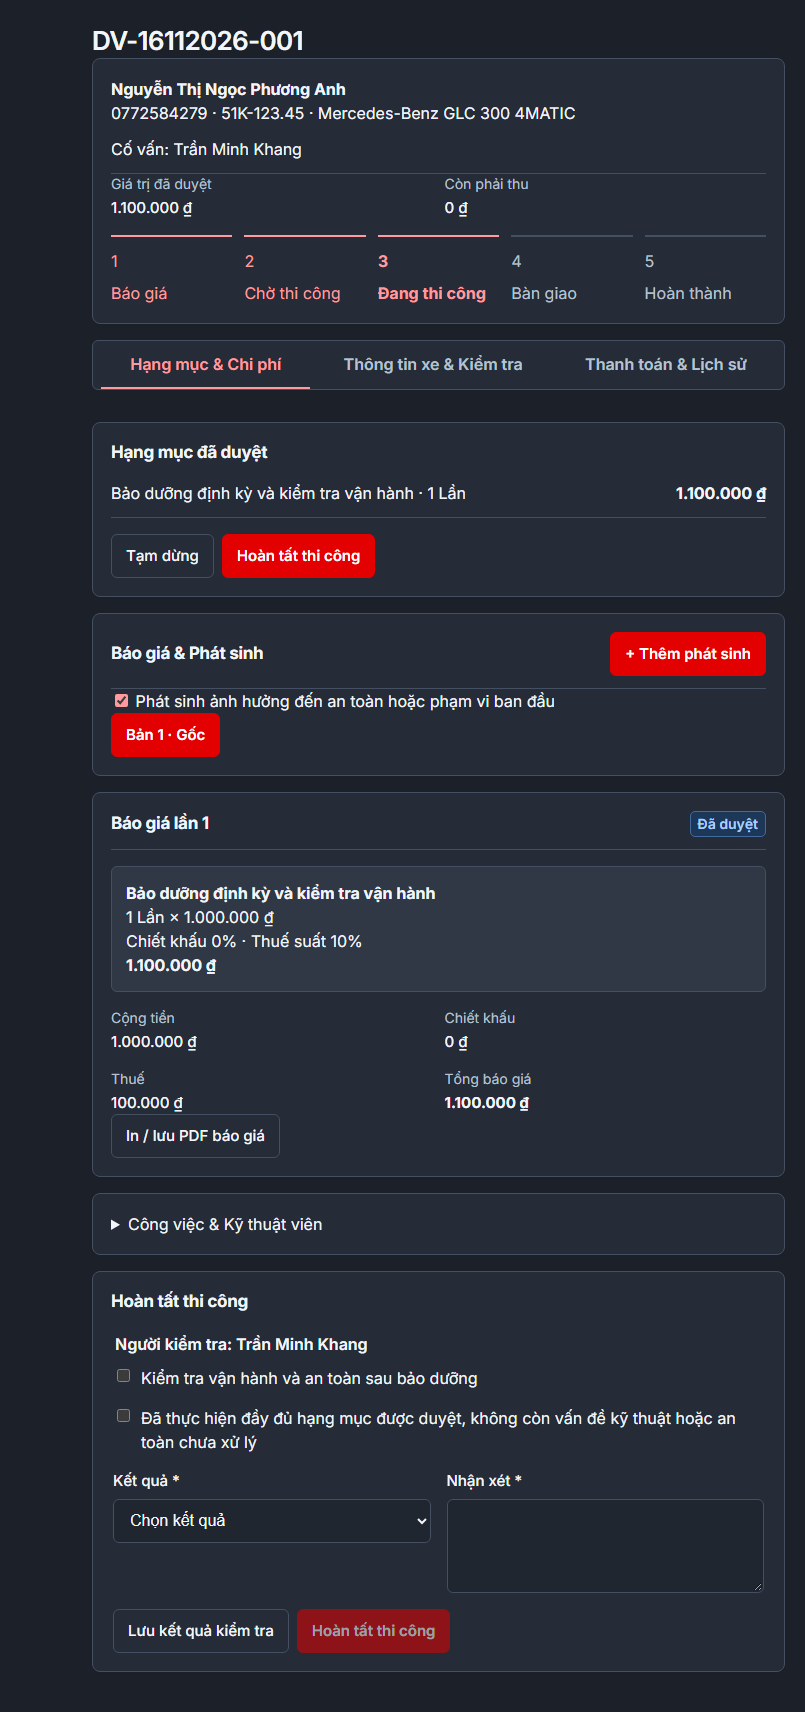 DV-16112026-001
Nguyễn Thị Ngọc Phương Anh
0772584279 · 51K-123.45 · Mercedes-Benz GLC 300 4MATIC
Cố vấn: Trần Minh Khang
Giá trị đã duyệt
1.100.000 ₫
Còn phải thu
0 ₫
1
Báo giá
2
Chờ thi công
3
Đang thi công
4
Bàn giao
5
Hoàn thành
Hạng mục & Chi phí
Thông tin xe & Kiểm tra
Thanh toán & Lịch sử
Hạng mục đã duyệt
Bảo dưỡng định kỳ và kiểm tra vận hành · 1 Lần 1.100.000 ₫
Tạm dừng
Hoàn tất thi công
Báo giá & Phát sinh
+ Thêm phát sinh
Phát sinh ảnh hưởng đến an toàn hoặc phạm vi ban đầu
Bản 1 · Gốc
Báo giá lần 1
Đã duyệt
Bảo dưỡng định kỳ và kiểm tra vận hành
1 Lần × 1.000.000 ₫
Chiết khấu 0% · Thuế suất 10%
1.100.000 ₫
Cộng tiền
1.000.000 ₫
Chiết khấu
0 ₫
Thuế
100.000 ₫
Tổng báo giá
1.100.000 ₫
In / lưu PDF báo giá
Công việc & Kỹ thuật viên
Hoàn tất thi công
Người kiểm tra: Trần Minh Khang
Kiểm tra vận hành và an toàn sau bảo dưỡng
Đã thực hiện đầy đủ hạng mục được duyệt, không còn vấn đề kỹ thuật hoặc an
toàn chưa xử lý
Kết quả *
Chọn kết quả
Nhận xét *
Lưu kết quả kiểm tra
Hoàn tất thi công